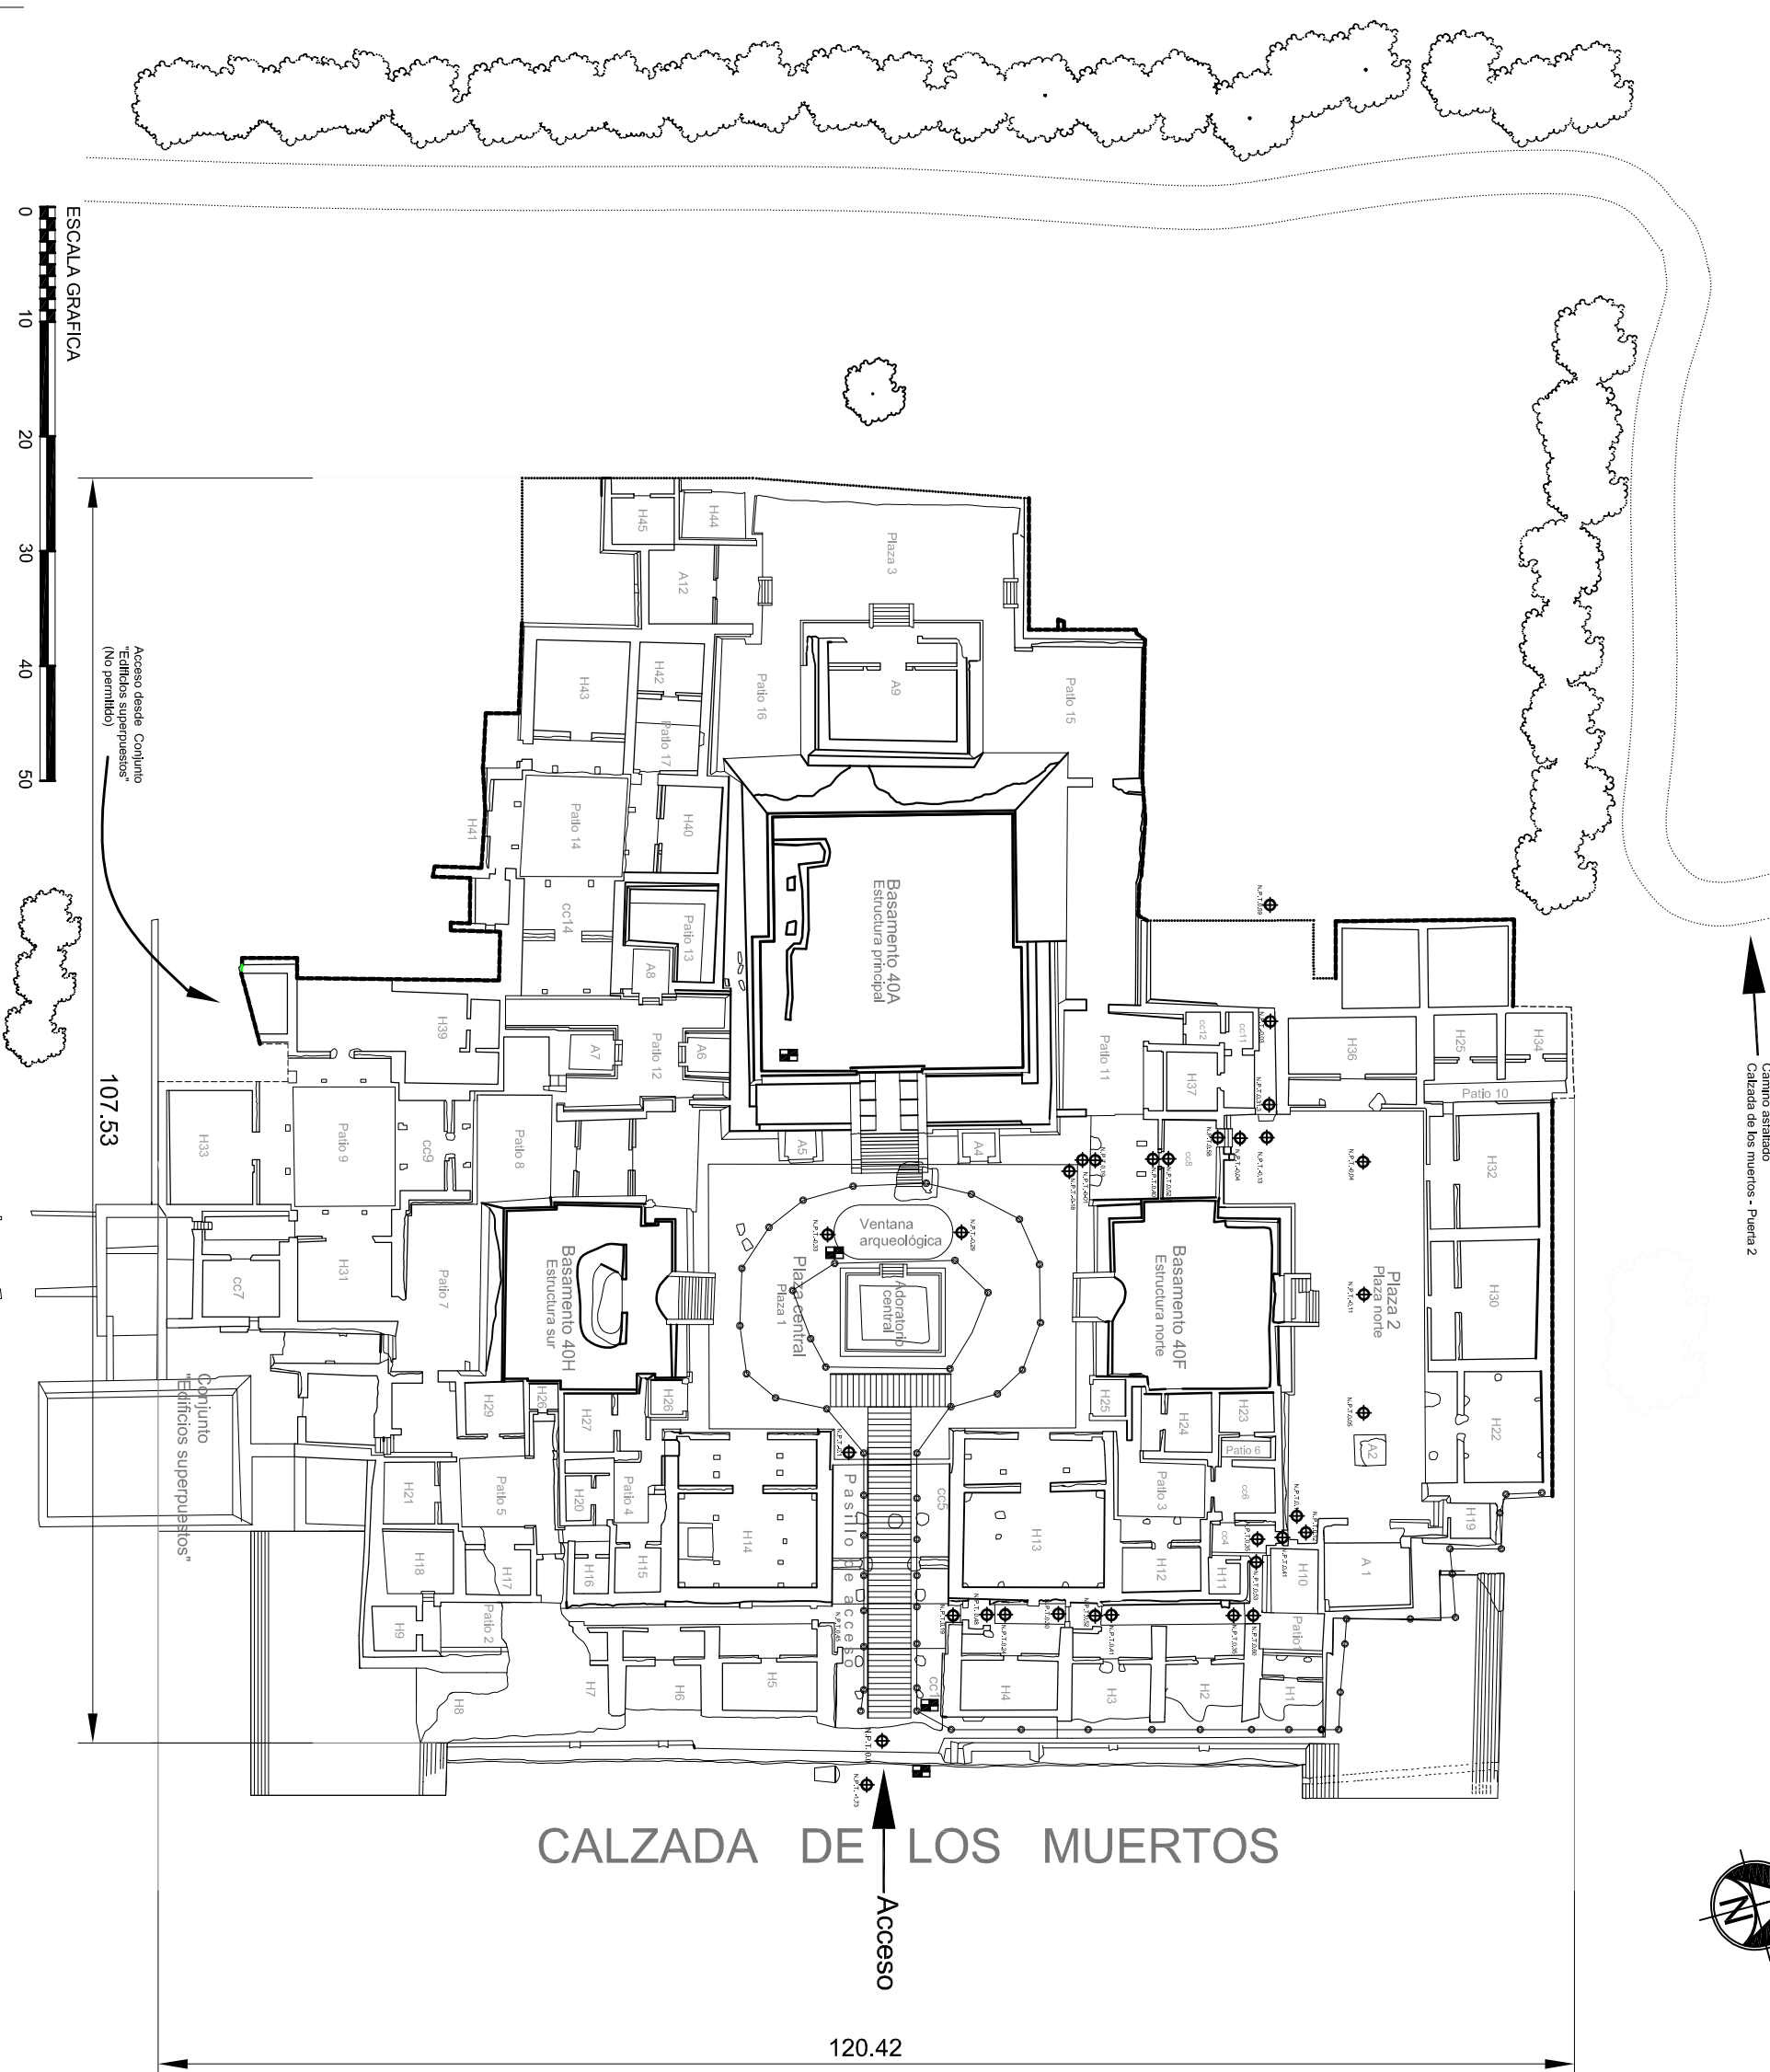 ESCALA GRAFICA
0
10
20
30
40
50
Camino asfaltado
Calzada de los muertos - Puerta 2
Acceso desde Conjunto
"Edificios superpuestos"
(No permitido)
107.53
H45
H44
Plaza 3
A12
H43
H42
Patio 17
Patio 16
A9
Patio 15
H41
Patio 14
H40
cc14
Patio 13
A8
Basamento 40A
Estructura principal
H39
A7
Patio 12
A6
Patio 11
cc12
cc11
H37
H36
H25
H34
Patio 10
H33
Patio 9
cc9
Patio 8
A5
A4
cc8
H32
cc7
H31
Patio 7
Basamento 40H
Estructura sur
Ventana
arqueológica
Plaza central
Plaza 1
Adoratorio
central
Basamento 40F
Estructura norte
Plaza 2
Plaza norte
H30
Conjunto
"Edificios superpuestos"
H29
H26
H27
H26
H25
H24
H23
Patio 6
A2
H22
H21
Patio 5
H20
Patio 4
H14
Pasillo de acceso
cc5
H13
Patio 3
cc6
H19
H18
H17
H16
H15
H12
cc4
H11
H10
A1
H9
Patio 2
Patio1
H8
H7
H6
H5
cc1
H4
H3
H2
H1
CALZADA DE LOS MUERTOS
Acceso
N
120.42